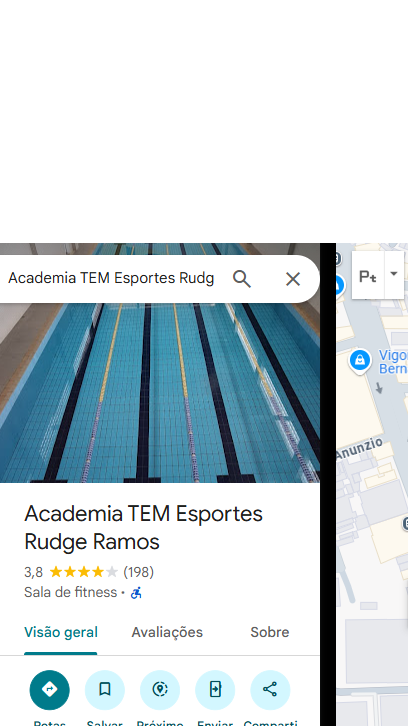 Academia TEM Esportes Rudg
Pt
Vigo
Bern
Anunzio
Academia TEM Esportes
Rudge Ramos
3,8 (198)
Sala de fitness ·
Visão geral Avaliações Sobre
Rotas Salvar Próximo Enviar Comparti